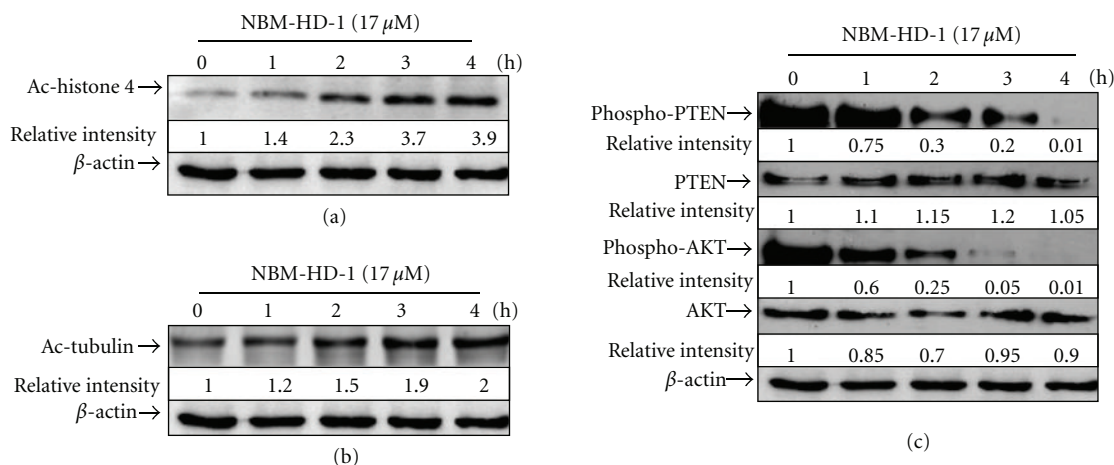 NBM-HD-1 (17 μM)
0 1 2 3 4 (h)
Ac-histone 4→
Relative intensity 1 1.4 2.3 3.7 3.9
β-actin→
(a)
NBM-HD-1 (17 μM)
0 1 2 3 4 (h)
Ac-tubulin→
Relative intensity 1 1.2 1.5 1.9 2
β-actin→
(b)
NBM-HD-1 (17 μM)
0 1 2 3 4 (h)
Phospho-PTEN→
Relative intensity 1 0.75 0.3 0.2 0.01
PTEN→
Relative intensity 1 1.1 1.15 1.2 1.05
Phospho-AKT→
Relative intensity 1 0.6 0.25 0.05 0.01
AKT→
Relative intensity 1 0.85 0.7 0.95 0.9
β-actin→
(c)